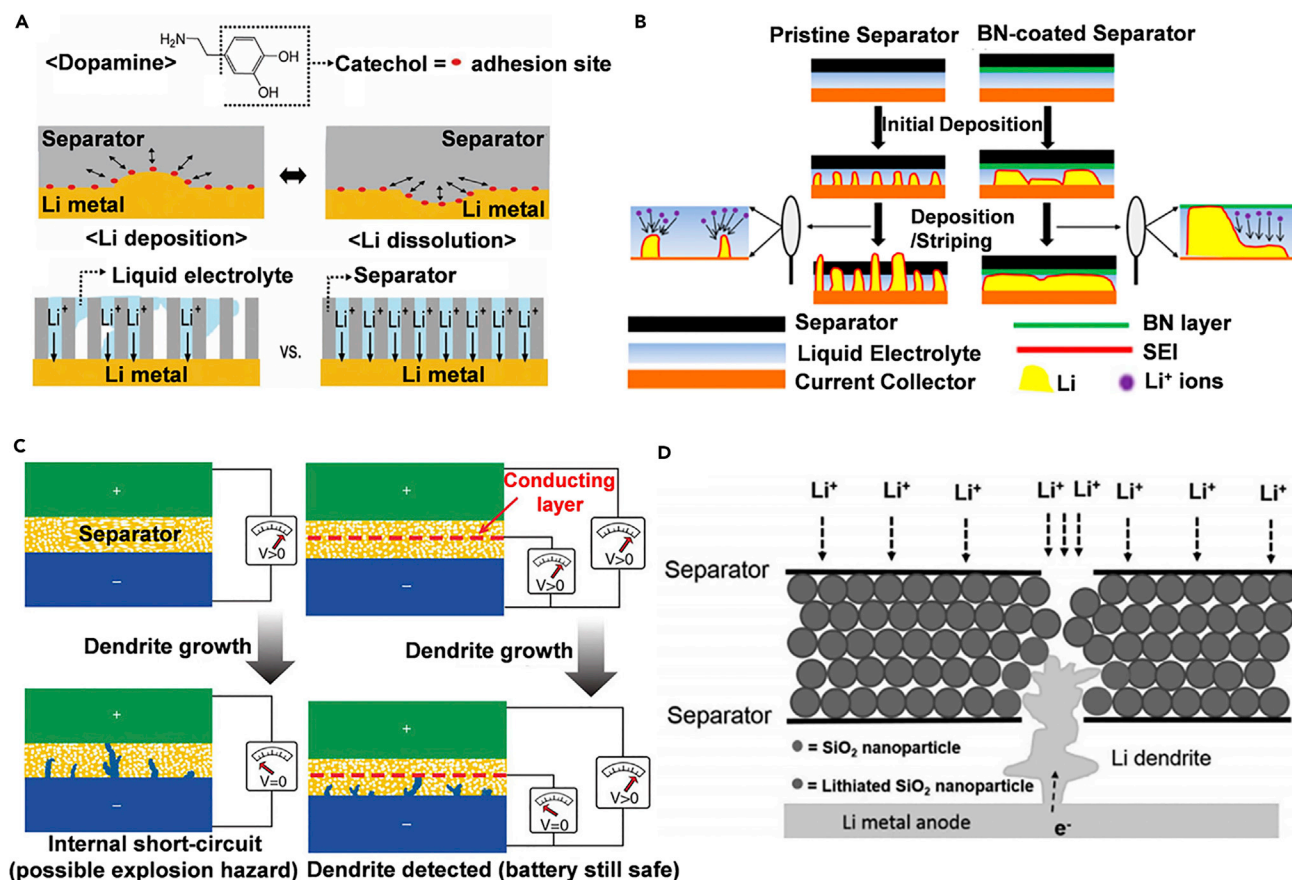 A
<Dopamine>
H₂N
OH
OH
Catechol = adhesion site
Separator
Separator
Li metal
Li metal
<Li deposition>
<Li dissolution>
Liquid electrolyte
Separator
Li⁺ Li⁺ Li⁺ Li⁺
vs.
Li⁺ Li⁺ Li⁺ Li⁺ Li⁺ Li⁺ Li⁺ Li⁺
Li metal
Li metal
B
Pristine Separator
BN-coated Separator
Initial Deposition
Deposition
/Striping
Separator
Liquid Electrolyte
Current Collector
BN layer
SEI
Li
Li⁺ ions
C
+
Separator
−
V>0
+
Conducting
layer
−
V>0
V>0
Dendrite growth
Dendrite growth
+
−
V=0
+
−
V=0
V>0
Internal short-circuit
(possible explosion hazard)
Dendrite detected (battery still safe)
D
Li⁺ Li⁺ Li⁺ Li⁺ Li⁺ Li⁺ Li⁺ Li⁺
Separator
Separator
= SiO₂ nanoparticle
= Lithiated SiO₂ nanoparticle
Li dendrite
Li metal anode
e⁻